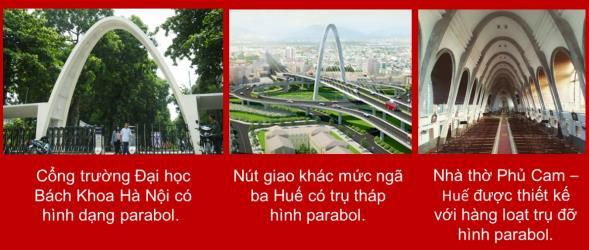 Cổng trường Đại học
Bách Khoa Hà Nội có
hình dạng parabol.
Nút giao khác mức ngã
ba Huế có trụ tháp
hình parabol.
Nhà thờ Phủ Cam –
Huế được thiết kế
với hàng loạt trụ đỡ
hình parabol.